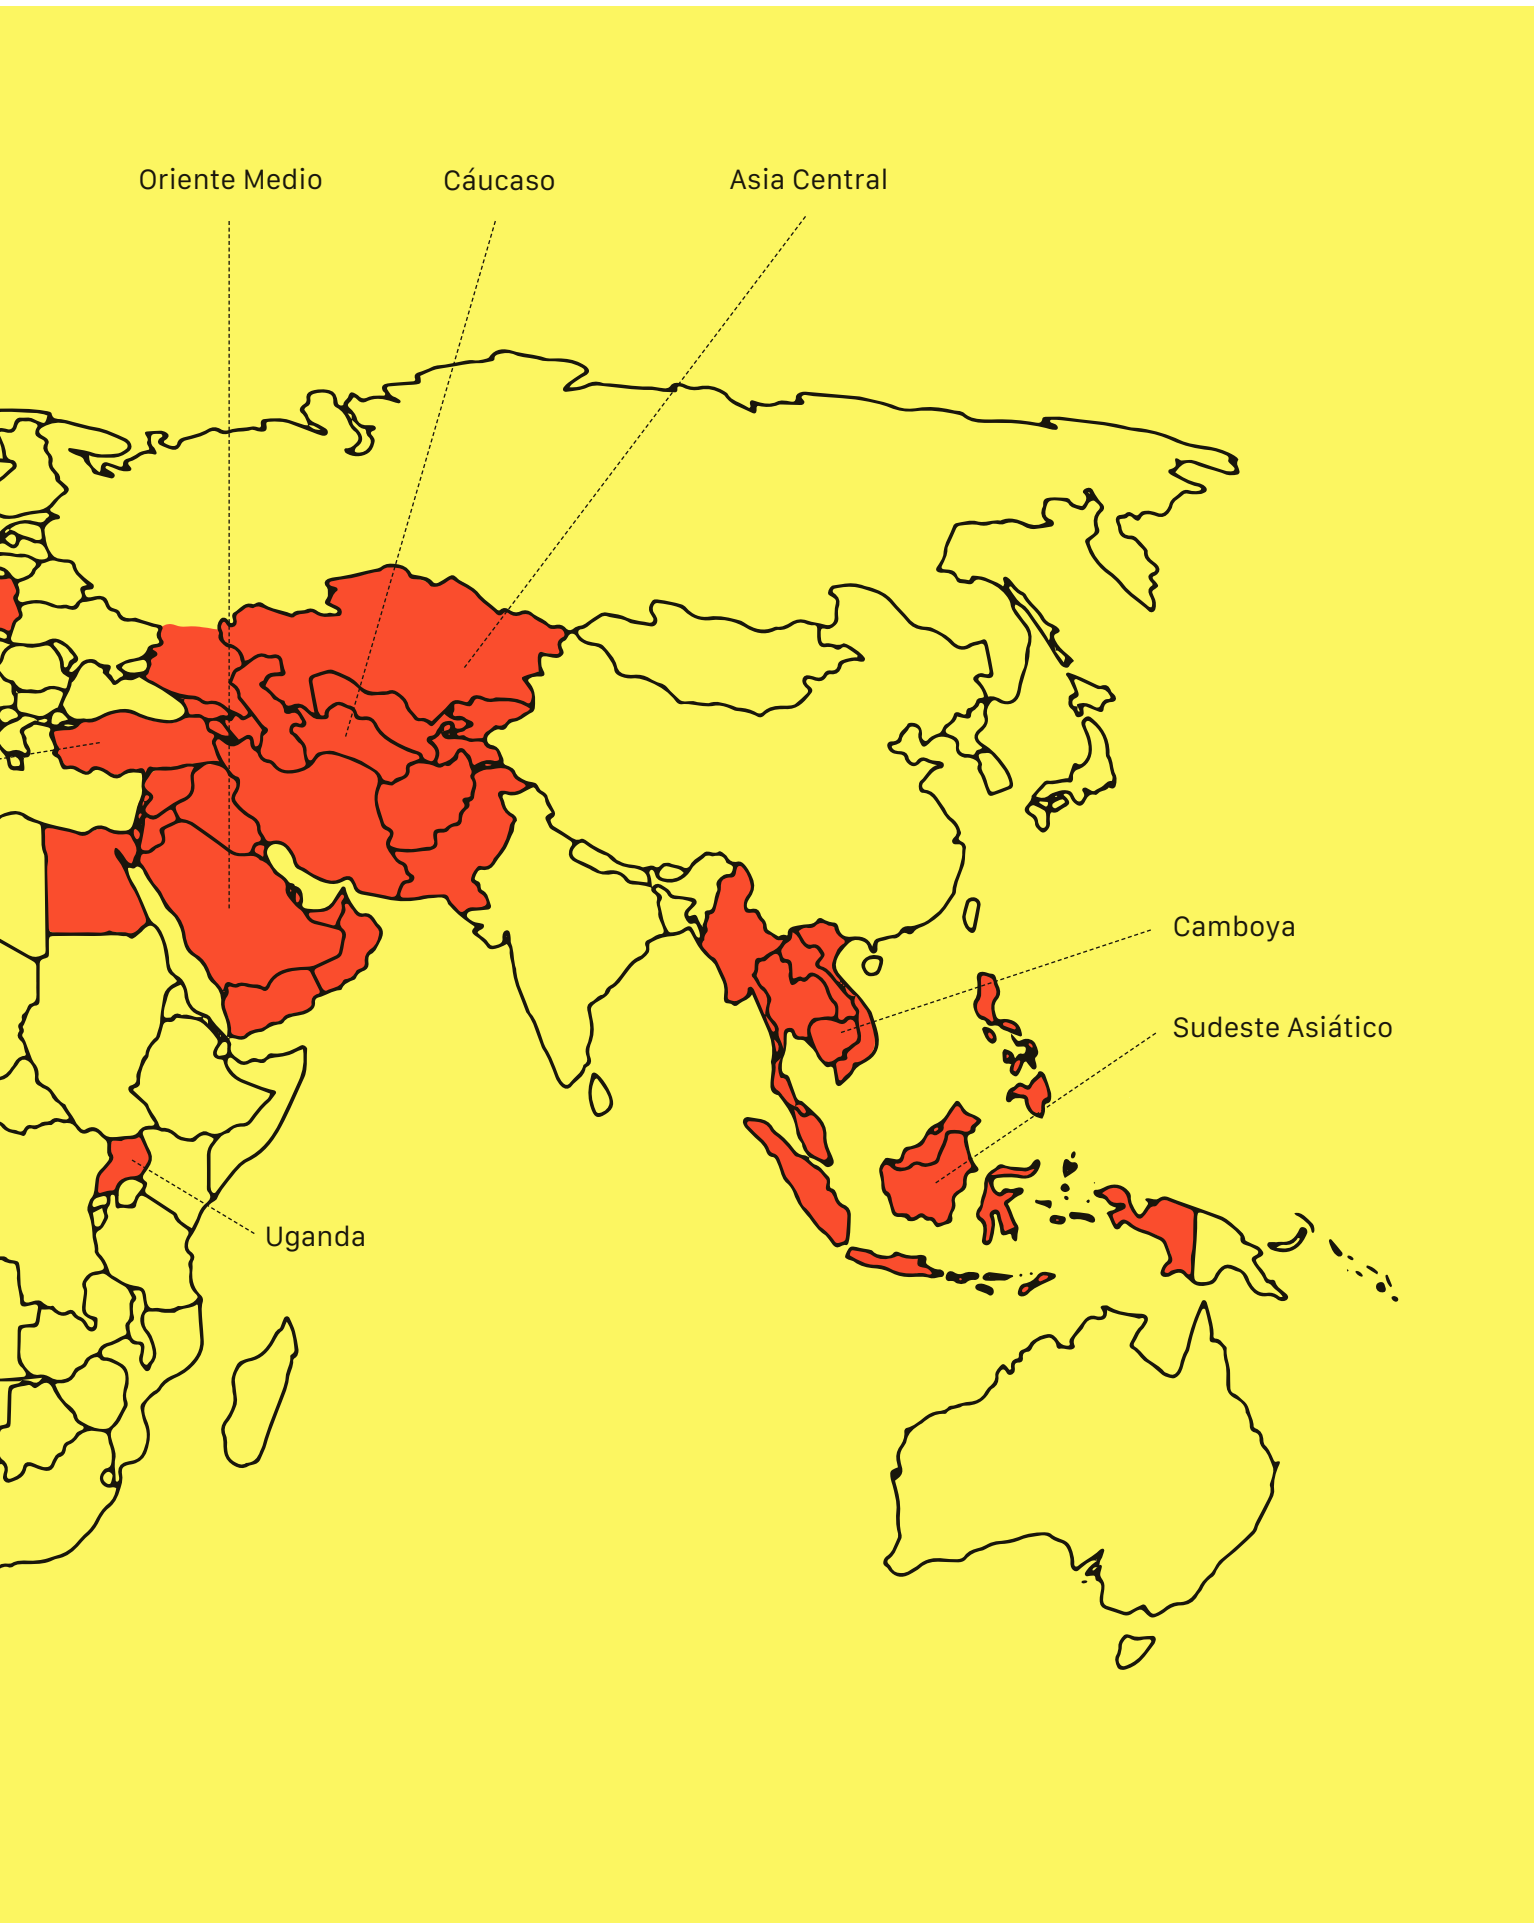 Oriente Medio
Cáucaso
Asia Central
Camboya
Sudeste Asiático
Uganda